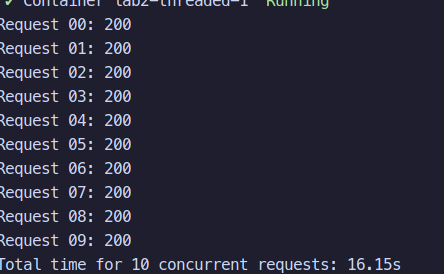 ✔ Container lab2-threaded-1 Running
Request 00: 200
Request 01: 200
Request 02: 200
Request 03: 200
Request 04: 200
Request 05: 200
Request 06: 200
Request 07: 200
Request 08: 200
Request 09: 200
Total time for 10 concurrent requests: 16.15s